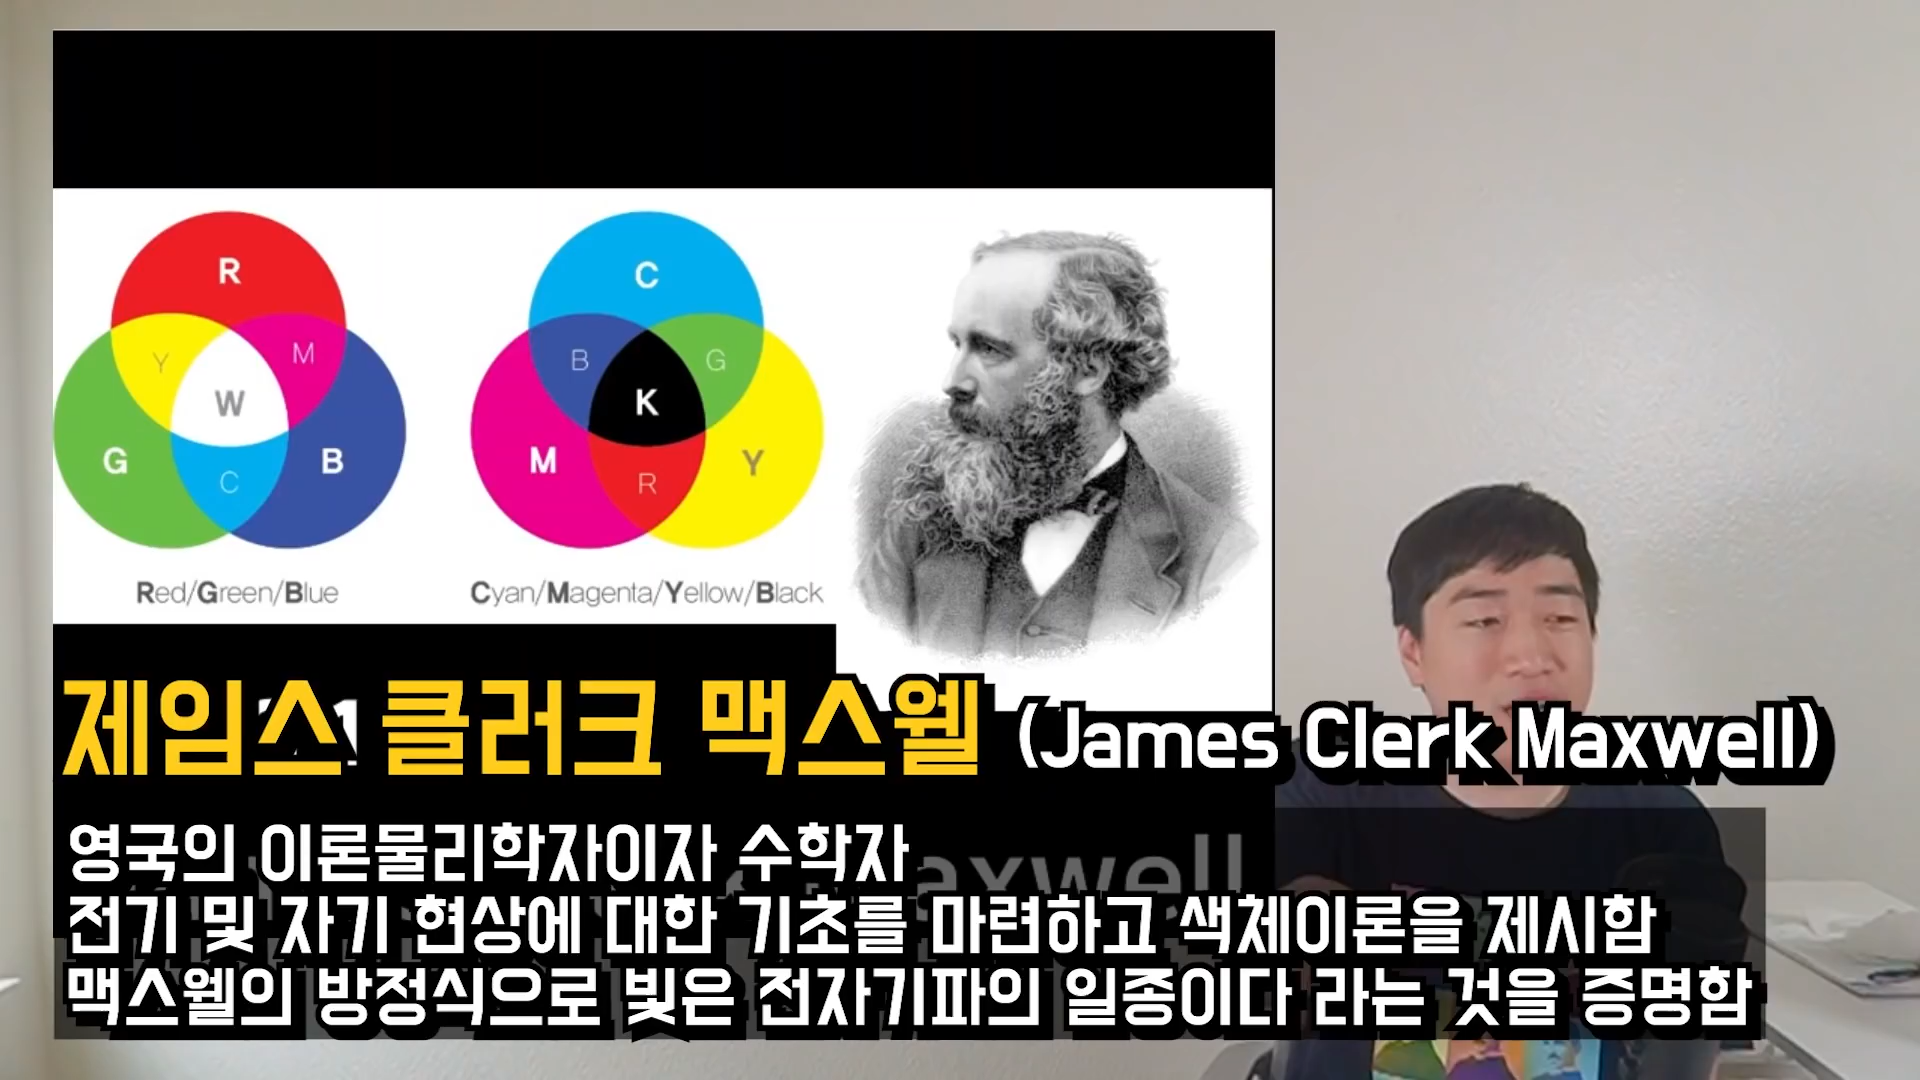 R
Y
M
W
G
C
B
Red/Green/Blue
C
B
G
K
M
R
Y
Cyan/Magenta/Yellow/Black
제임스 클러크 맥스웰 (James Clerk Maxwell)
영국의 이론물리학자이자 수학자
전기 및 자기 현상에 대한 기초를 마련하고 색체이론을 제시함
맥스웰의 방정식으로 빛은 전자기파의 일종이다 라는 것을 증명함